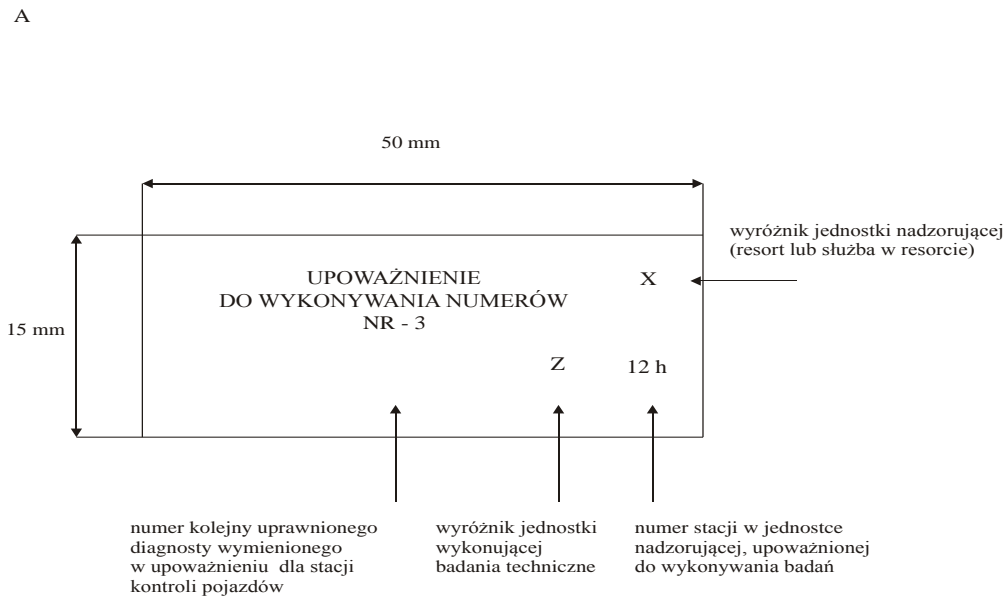 A
50 mm
wyróżnik jednostki nadzorującej
(resort lub służba w resorcie)
UPOWAŻNIENIE
DO WYKONYWANIA NUMERÓW
NR - 3
X
15 mm
Z
12 h
numer kolejny uprawnionego
diagnosty wymienionego
w upoważnieniu dla stacji
kontroli pojazdów
wyróżnik jednostki
wykonującej
badania techniczne
numer stacji w jednostce
nadzorującej, upoważnionej
do wykonywania badań